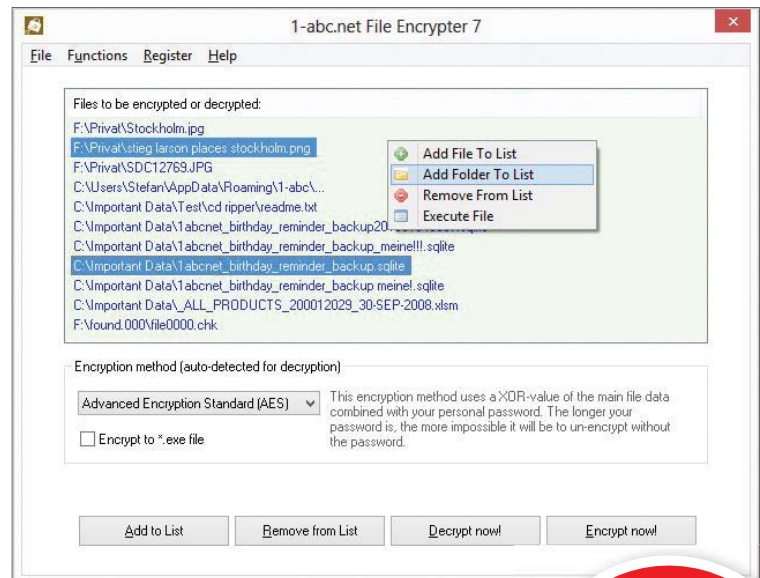 1-abc.net File Encrypter 7
File Functions Register Help
Files to be encrypted or decrypted:
F:\Privat\Stockholm.jpg
F:\Privat\stieg larson places stockholm.png
F:\Privat\SDC12769.JPG
C:\Users\Stefan\AppData\Roaming\1-abc\...
C:\Important Data\Test\cd ripper\readme.txt
C:\Important Data\1abcnet_birthday_reminder_backup_meine!!!.sqlite
C:\Important Data\1abcnet_birthday_reminder_backup.sqlite
C:\Important Data\1abcnet_birthday_reminder_backup meine!.sqlite
C:\Important Data\_ALL_PRODUCTS_200012029_30-SEP-2008.xlsm
F:\found.000\file0000.chk
Add File To List
Add Folder To List
Remove From List
Execute File
Encryption method (auto-detected for decryption)
Advanced Encryption Standard (AES)
Encrypt to *.exe file
This encryption method uses a XOR-value of the main file data
combined with your personal password. The longer your
password is, the more impossible it will be to un-encrypt without
the password.
Add to List
Remove from List
Decrypt now!
Encrypt now!